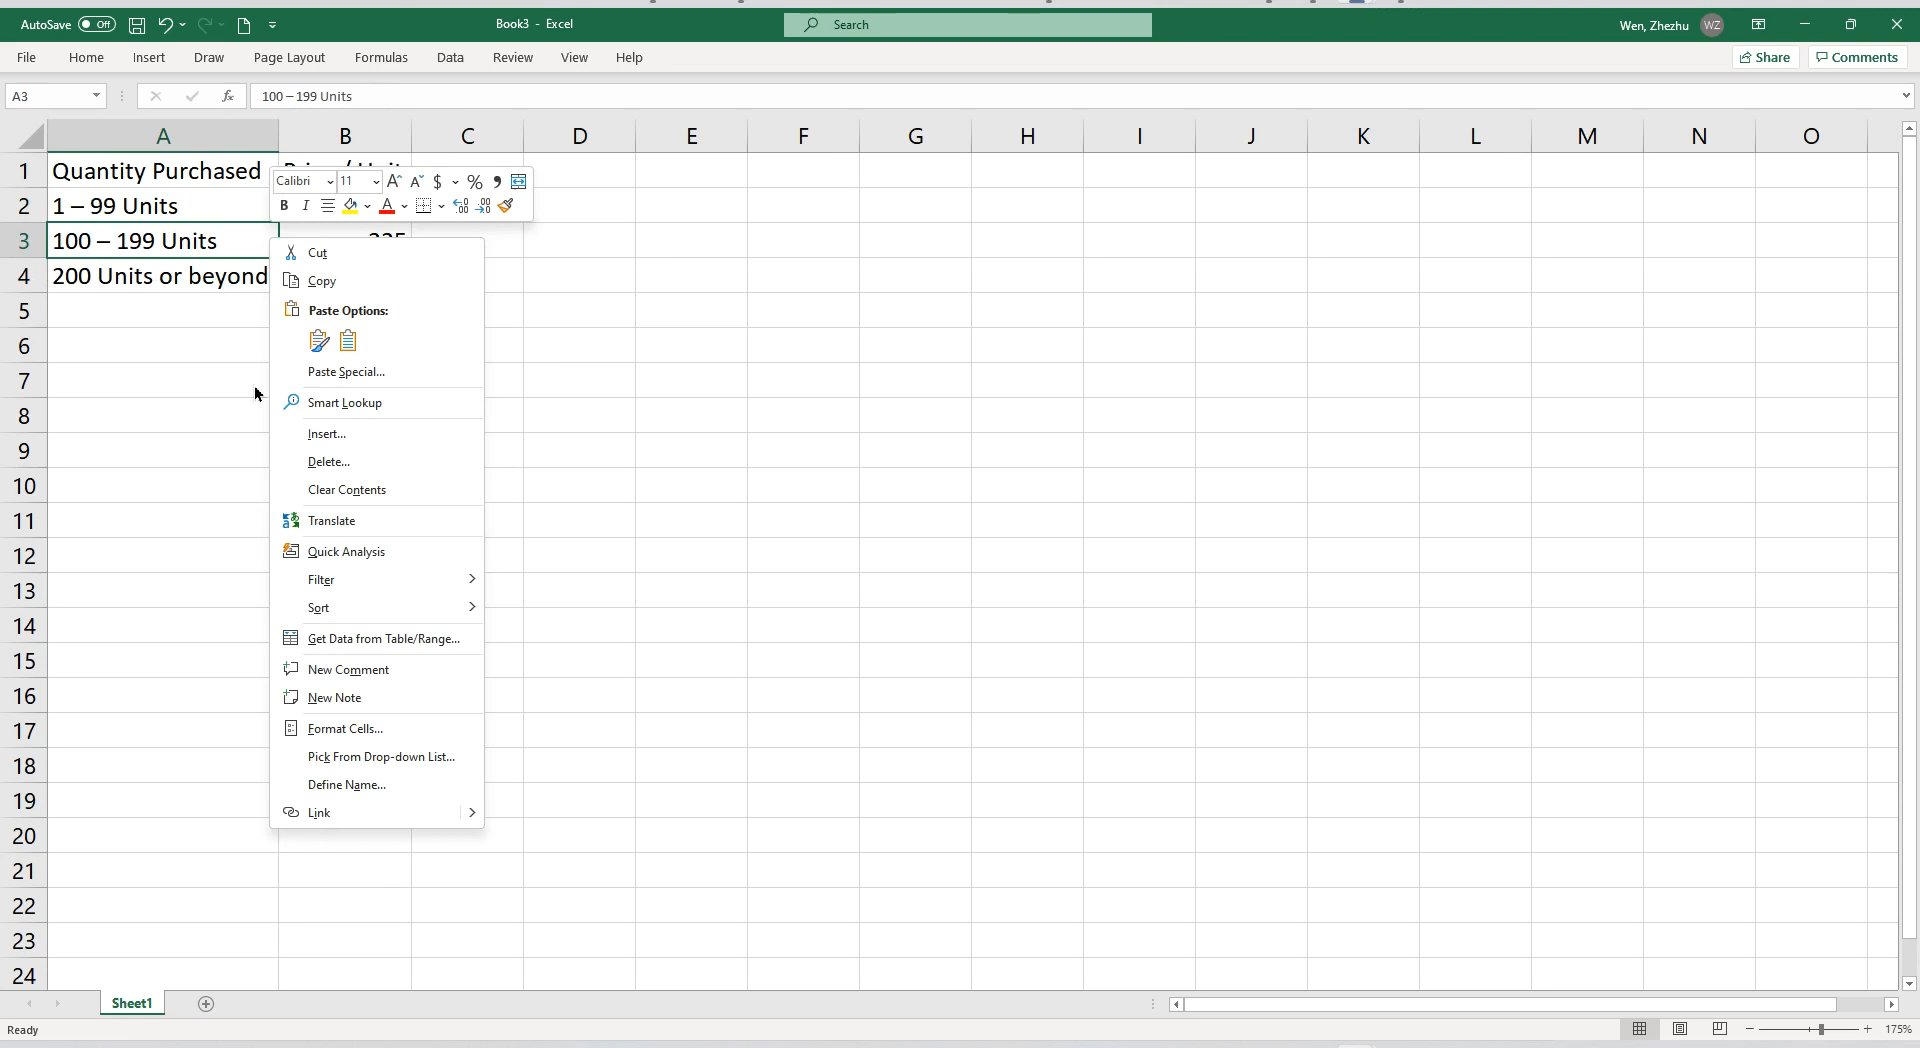 AutoSave Off Book3 - Excel Search Wen, Zhezhu WZ
File Home Insert Draw Page Layout Formulas Data Review View Help Share Comments
A3 fx 100 – 199 Units
A B C D E F G H I J K L M N O
1 Quantity Purchased
2 1 – 99 Units
3 100 – 199 Units
4 200 Units or beyond
5
6
7
8
9
10
11
12
13
14
15
16
17
18
19
20
21
22
23
24
Calibri 11 A A $ % 9
B I A
Cut
Copy
Paste Options:
Paste Special...
Smart Lookup
Insert...
Delete...
Clear Contents
Translate
Quick Analysis
Filter
Sort
Get Data from Table/Range...
New Comment
New Note
Format Cells...
Pick From Drop-down List...
Define Name...
Link
Sheet1
Ready 175%